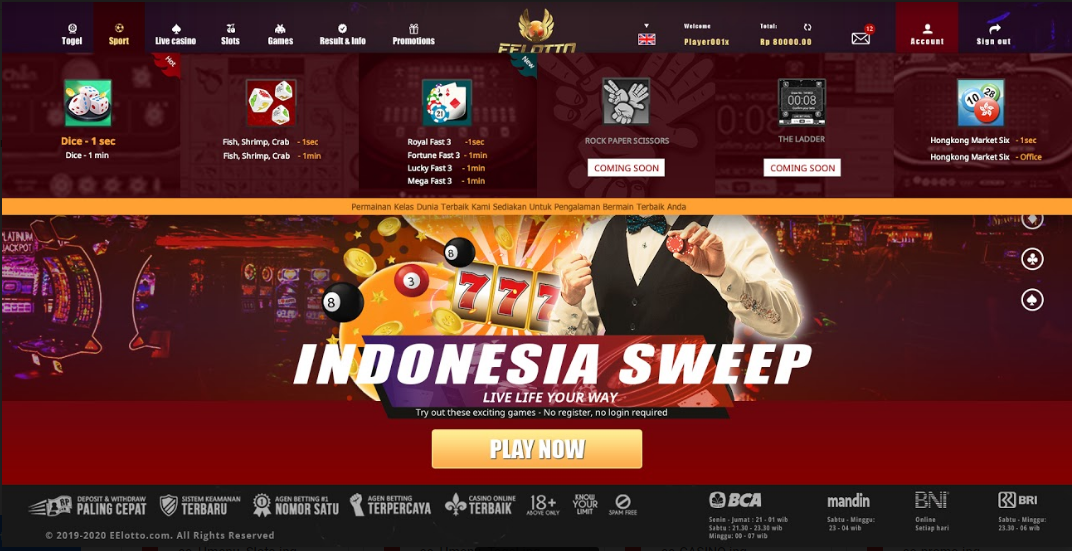 Togel
Sport
Live casino
Slots
Games
Result & Info
Promotions
EELOTTO
Welcome
Player001x
Total:
Rp 80000.00
12
Account
Sign out
Hot
Dice - 1 sec
Dice - 1 min
Fish, Shrimp, Crab - 1sec
Fish, Shrimp, Crab - 1min
New
21
Royal Fast 3 -1sec
Fortune Fast 3 - 1min
Lucky Fast 3 - 1min
Mega Fast 3 - 1min
ROCK PAPER SCISSORS
COMING SOON
00:08
THE LADDER
COMING SOON
10 28
Hongkong Market Six - 1sec
Hongkong Market Six - Office
Permainan Kelas Dunia Terbaik Kami Sediakan Untuk Pengalaman Bermain Terbaik Anda
PLATINUM
JACKPOT
8
3
8
777
INDONESIA SWEEP
LIVE LIFE YOUR WAY
Try out these exciting games - No register, no login required
PLAY NOW
RP
DEPOSIT & WITHDRAW
PALING CEPAT
SISTEM KEAMANAN
TERBARU
1
AGEN BETTING #1
NOMOR SATU
AGEN BETTING
TERPERCAYA
CASINO ONLINE
TERBAIK
18+
ABOVE ONLY
KNOW
YOUR
LIMIT
SPAM FREE
BCA
Senin - Jumat : 21 - 01 wib
Sabtu : 21.30 - 23.30 wib
Minggu: 00 - 07 wib
mandiri
Sabtu - Minggu:
23 - 04 wib
BNI
Online
Setiap hari
BRI
Sabtu - Minggu:
23.30 - 06 wib
© 2019-2020 EElotto.com. All Rights Reserved